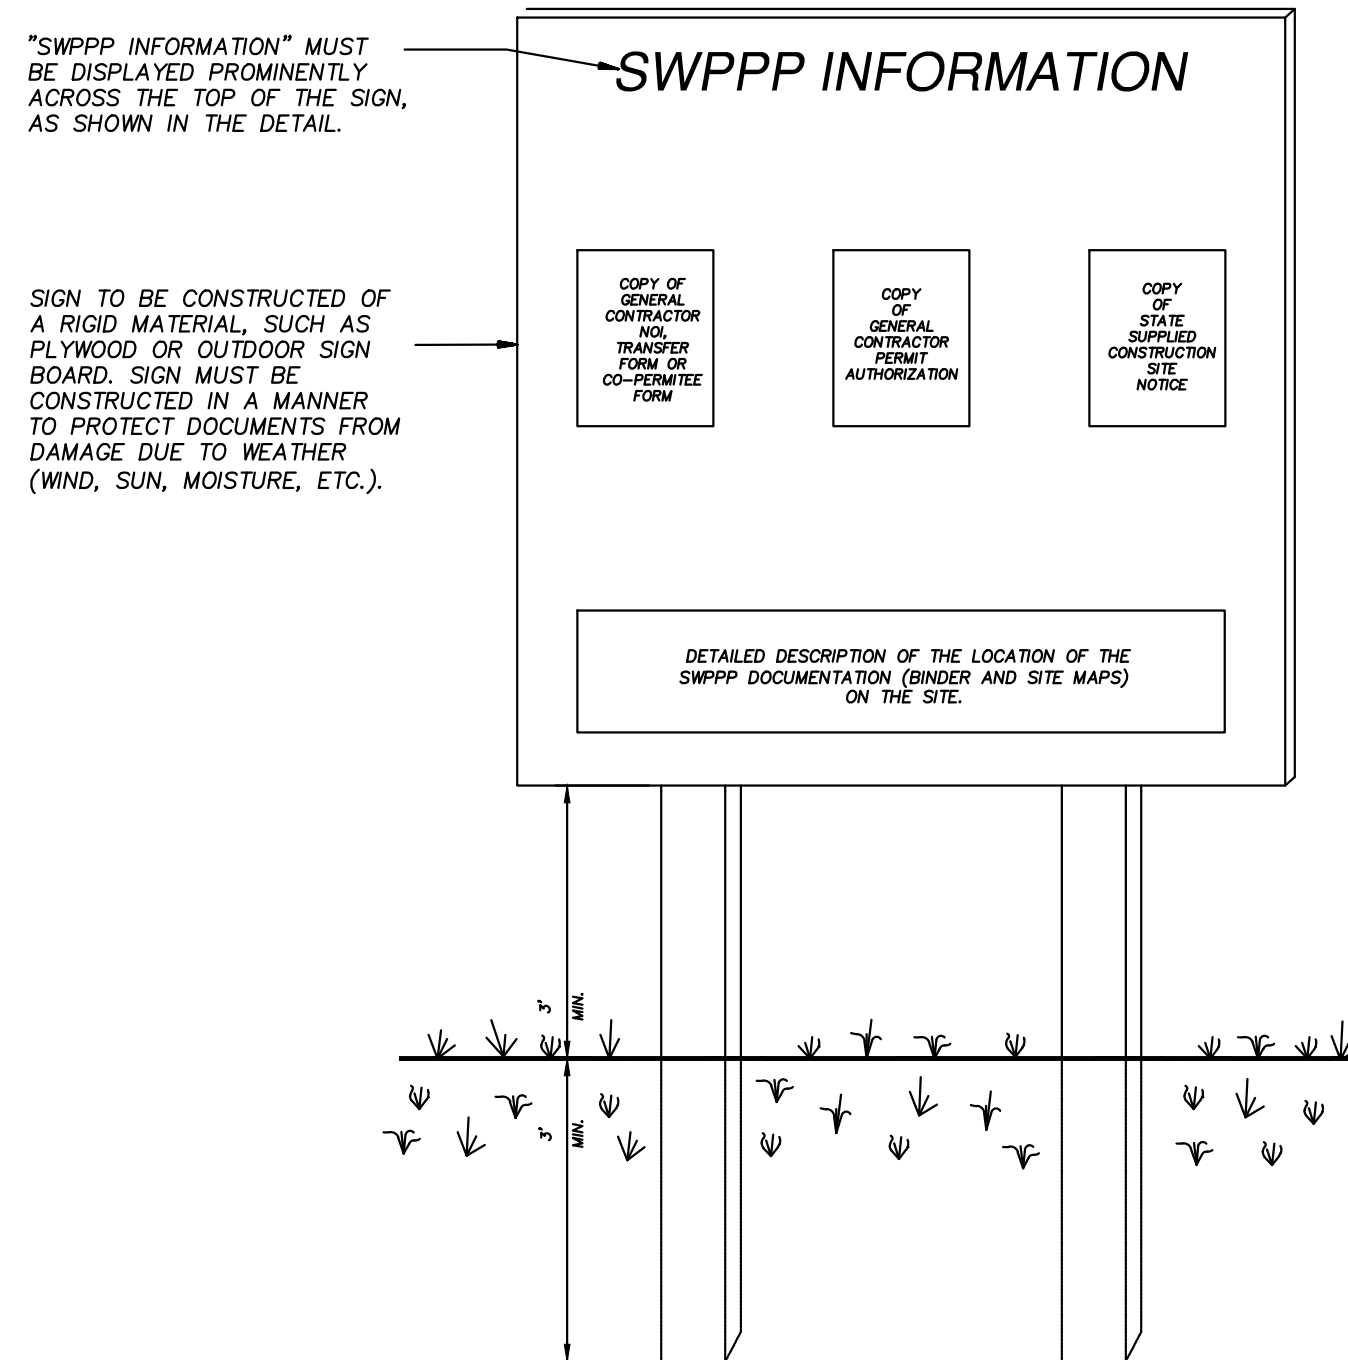 "SWPPP INFORMATION" MUST
BE DISPLAYED PROMINENTLY
ACROSS THE TOP OF THE SIGN,
AS SHOWN IN THE DETAIL.
SWPPP INFORMATION
SIGN TO BE CONSTRUCTED OF
A RIGID MATERIAL, SUCH AS
PLYWOOD OR OUTDOOR SIGN
BOARD. SIGN MUST BE
CONSTRUCTED IN A MANNER
TO PROTECT DOCUMENTS FROM
DAMAGE DUE TO WEATHER
(WIND, SUN, MOISTURE, ETC.).
COPY OF
GENERAL
CONTRACTOR
NOI,
TRANSFER
FORM OR
CO-PERMITEE
FORM
COPY
OF
GENERAL
CONTRACTOR
PERMIT
AUTHORIZATION
COPY
OF
STATE
SUPPLIED
CONSTRUCTION
SITE
NOTICE
DETAILED DESCRIPTION OF THE LOCATION OF THE
SWPPP DOCUMENTATION (BINDER AND SITE MAPS)
ON THE SITE.
3'
MIN.
3'
MIN.